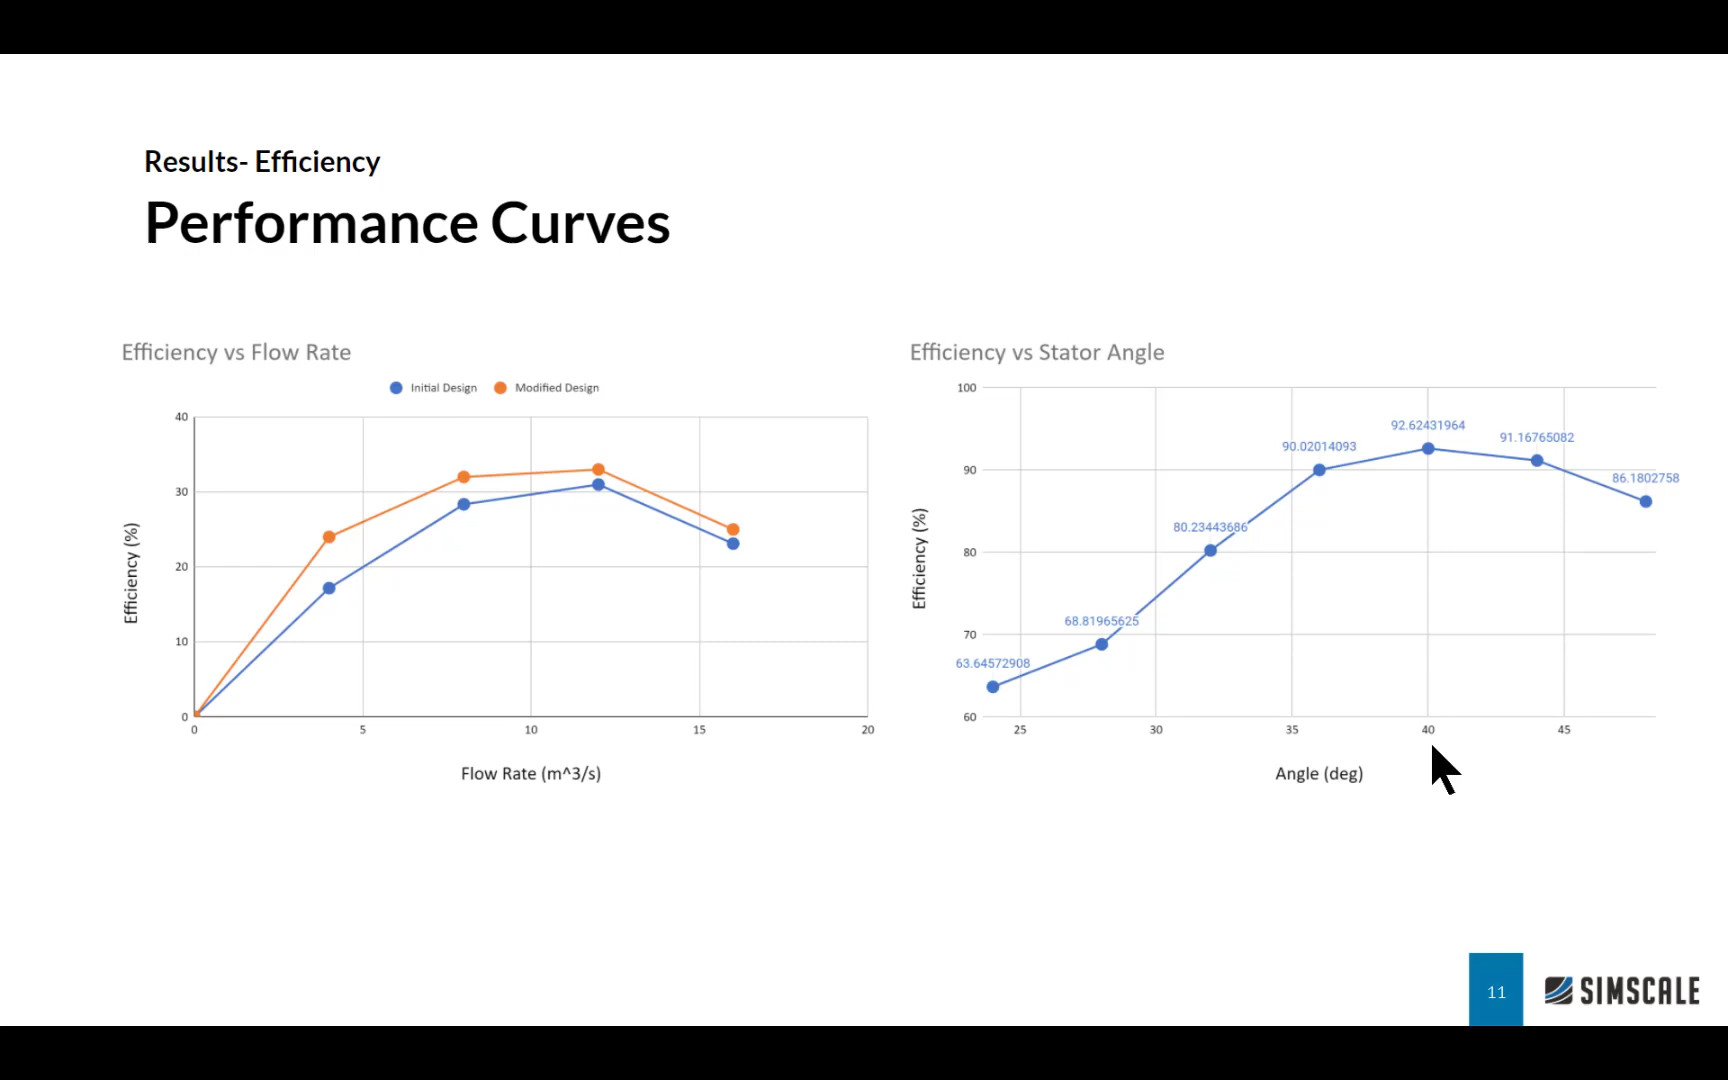 Results- Efficiency
Performance Curves
Efficiency vs Flow Rate
Initial Design Modified Design
Efficiency (%)
40
30
20
10
0
0 5 10 15 20
Flow Rate (m^3/s)
Efficiency vs Stator Angle
Efficiency (%)
100
90
80
70
60
63.64572908
68.81965625
80.23443686
90.02014093
92.62431964
91.16765082
86.1802758
25 30 35 40 45
Angle (deg)
11
SIMSCALE